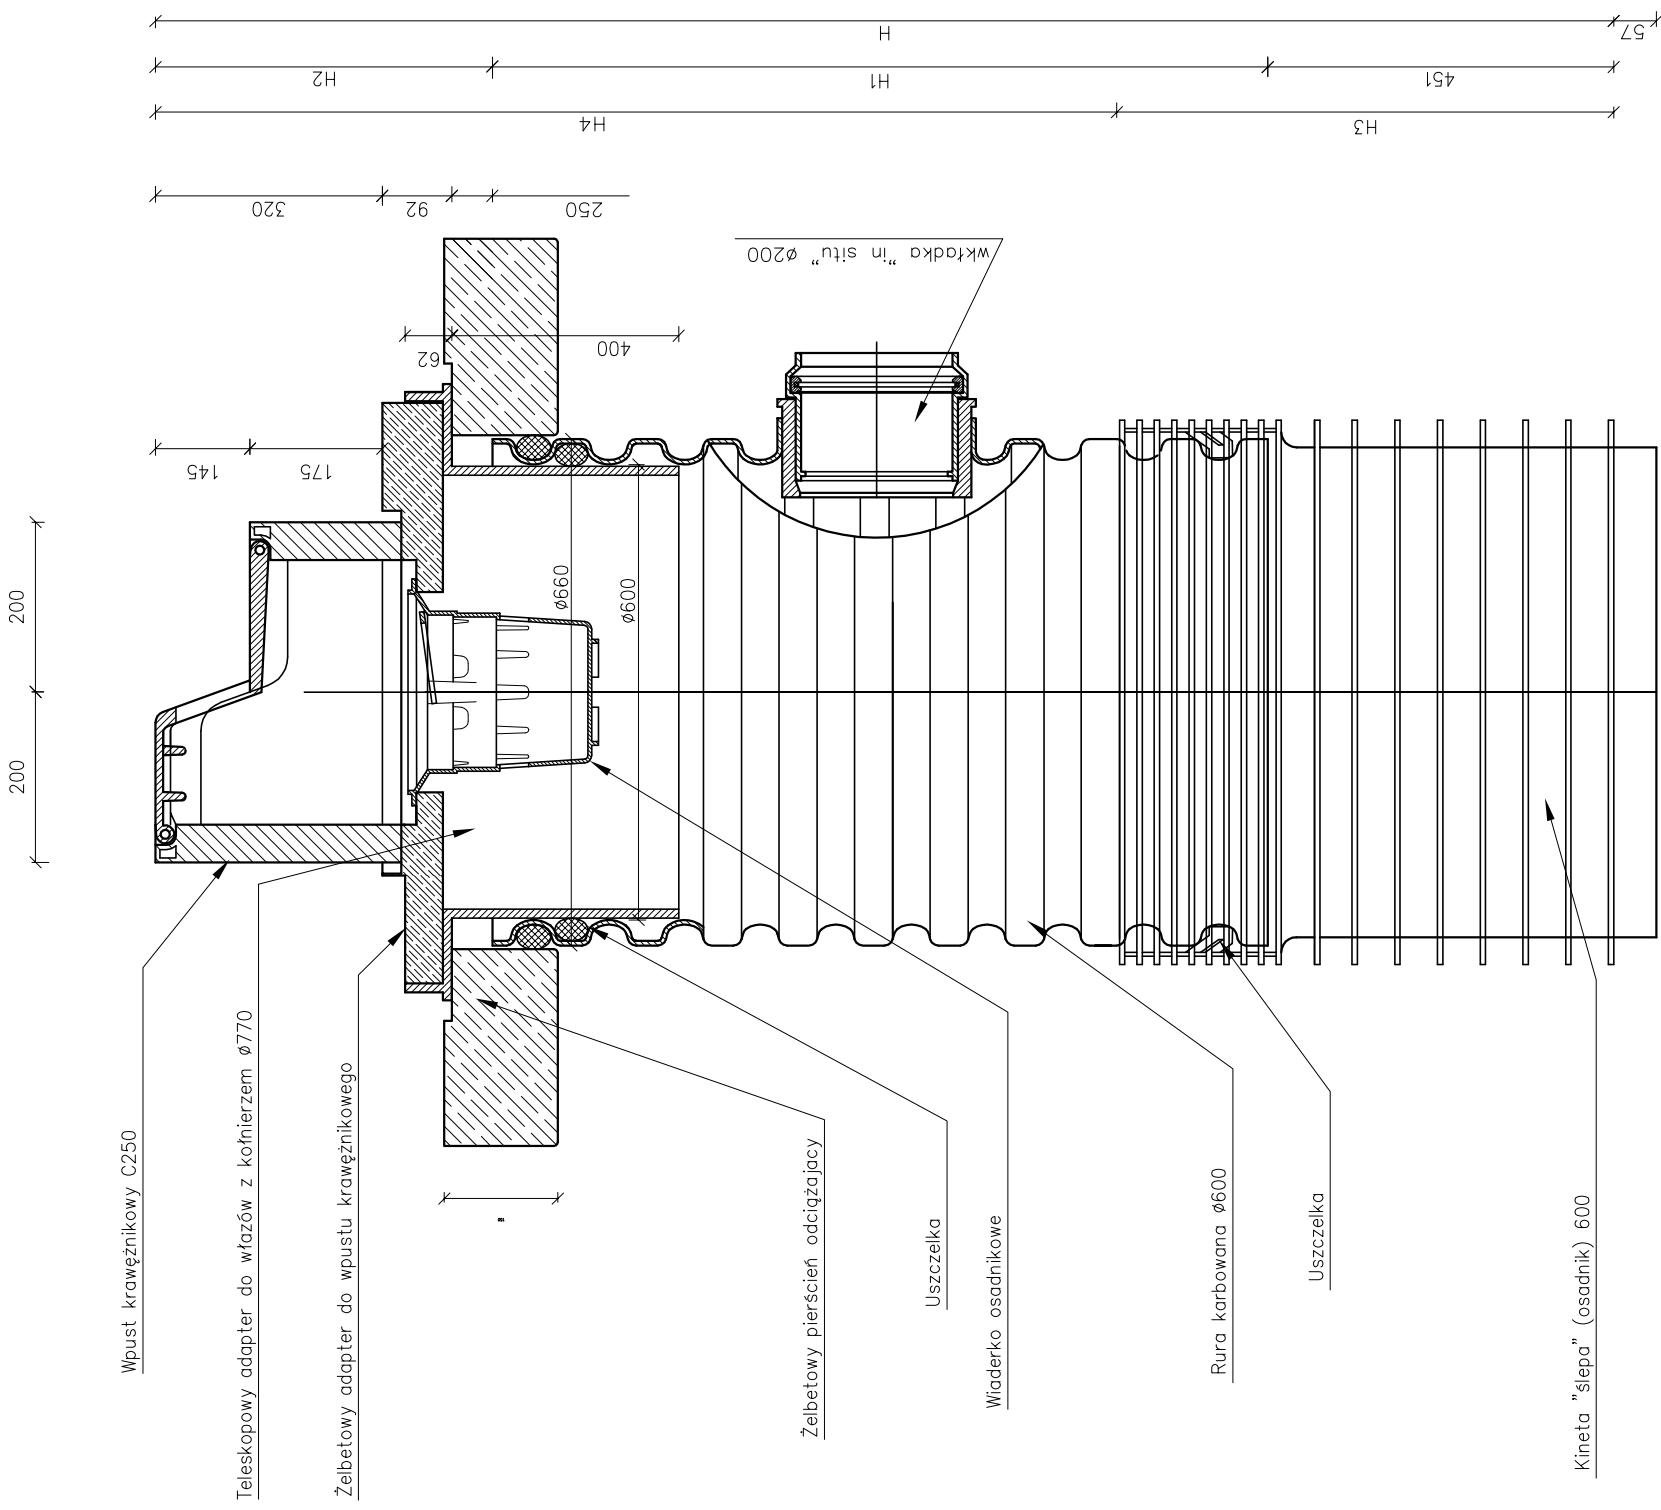 H
57
H2
H1
451
H4
H3
320
92
250
wkładka "in situ" ø200
62
400
145
175
200
200
ø660
ø600
Wpust krawężnikowy C250
Teleskopowy adapter do włazów z kołnierzem ø770
Żelbetowy adapter do wpustu krawężnikowego
Żelbetowy pierścień odciążajacy
Uszczelka
Wiaderko osadnikowe
Rura karbowana ø600
Uszczelka
Kineta "ślepa" (osadnik) 600